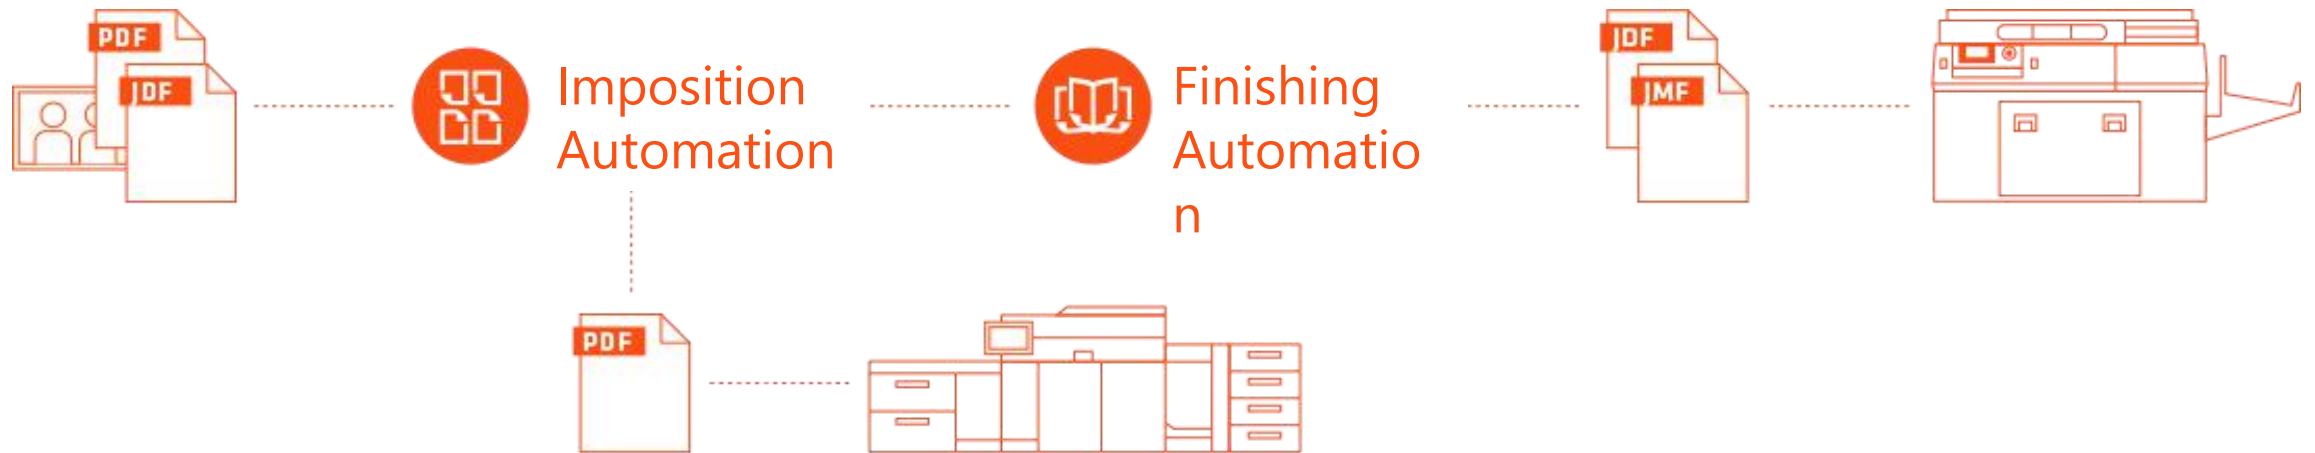 PDF
JDF
Imposition
Automation
Finishing
Automatio
n
JDF
JMF
PDF